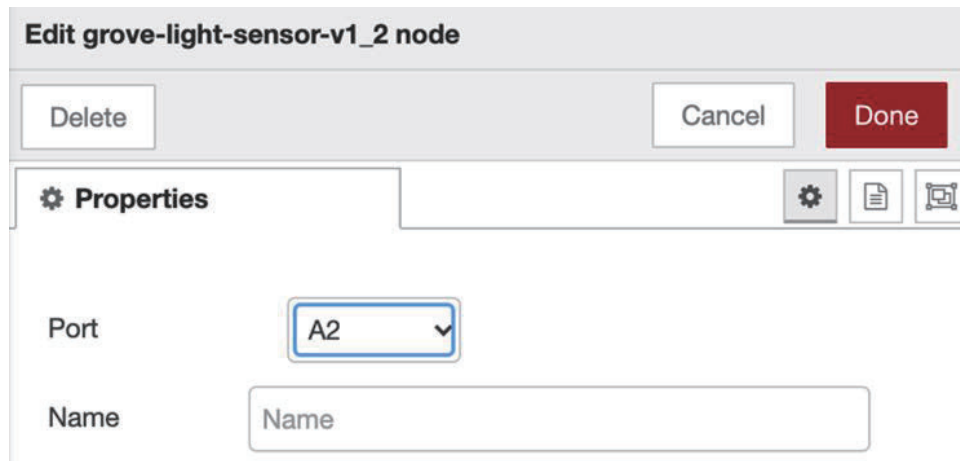 Edit grove-light-sensor-v1_2 node
Delete Cancel Done
Properties
Port A2
Name Name